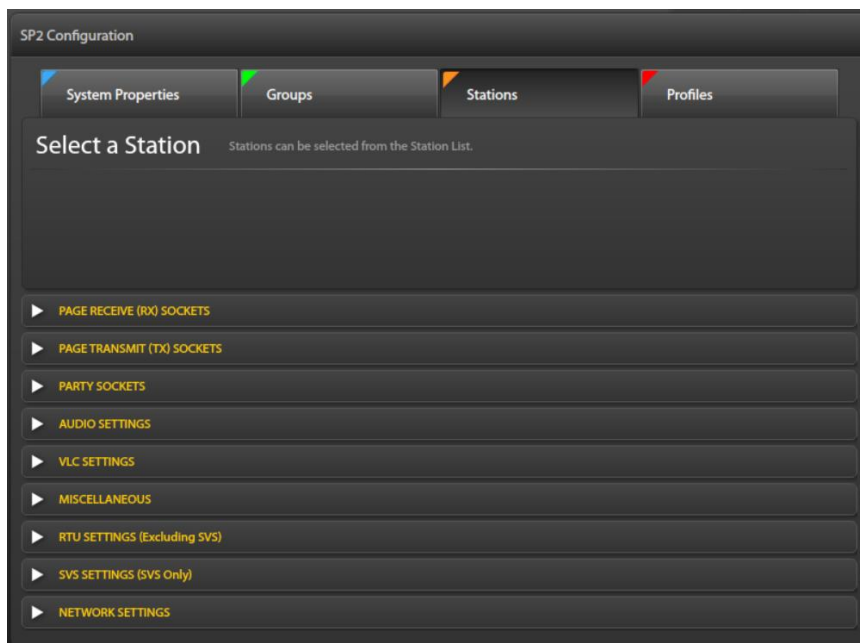 SP2 Configuration
System Properties
Groups
Stations
Profiles
Select a Station
Stations can be selected from the Station List.
PAGE RECEIVE (RX) SOCKETS
PAGE TRANSMIT (TX) SOCKETS
PARTY SOCKETS
AUDIO SETTINGS
VLC SETTINGS
MISCELLANEOUS
RTU SETTINGS (Excluding SVS)
SVS SETTINGS (SVS Only)
NETWORK SETTINGS